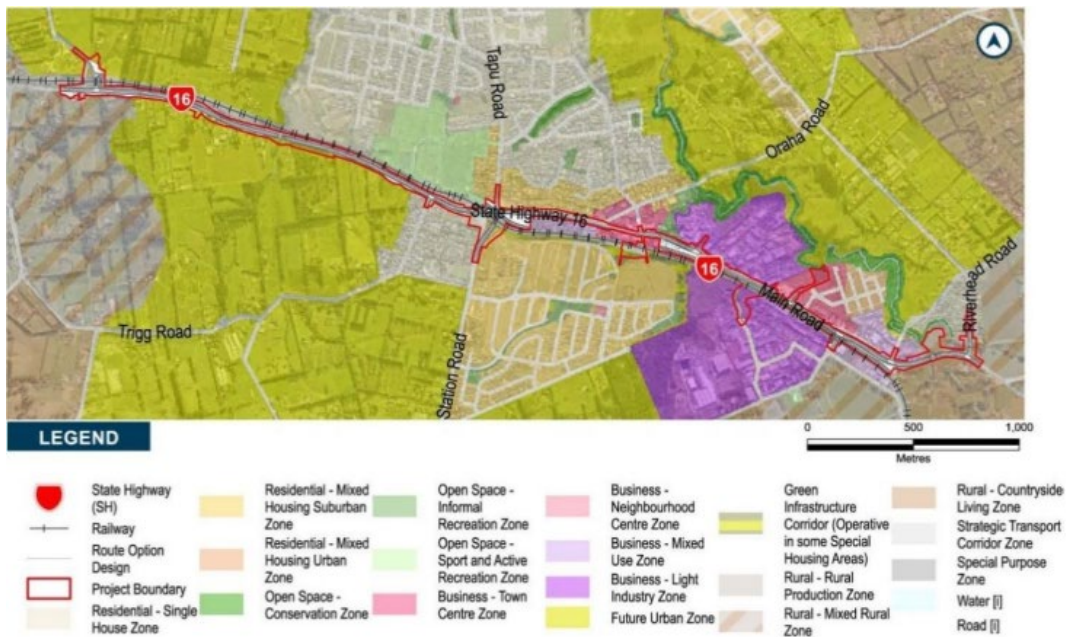 Tapu Road
16
Oraha Road
State Highway 16
16
Main Road
Riverhead Road
Trigg Road
Station Road
LEGEND
0 500 1,000
Metres
State Highway
(SH)
Railway
Route Option
Design
Project Boundary
Residential - Single
House Zone
Residential - Mixed
Housing Suburban
Zone
Residential - Mixed
Housing Urban
Zone
Open Space -
Conservation Zone
Open Space -
Informal
Recreation Zone
Open Space -
Sport and Active
Recreation Zone
Business - Town
Centre Zone
Business -
Neighbourhood
Centre Zone
Business - Mixed
Use Zone
Business - Light
Industry Zone
Future Urban Zone
Green
Infrastructure
Corridor (Operative
in some Special
Housing Areas)
Rural - Rural
Production Zone
Rural - Mixed Rural
Zone
Rural - Countryside
Living Zone
Strategic Transport
Corridor Zone
Special Purpose
Zone
Water [i]
Road [i]